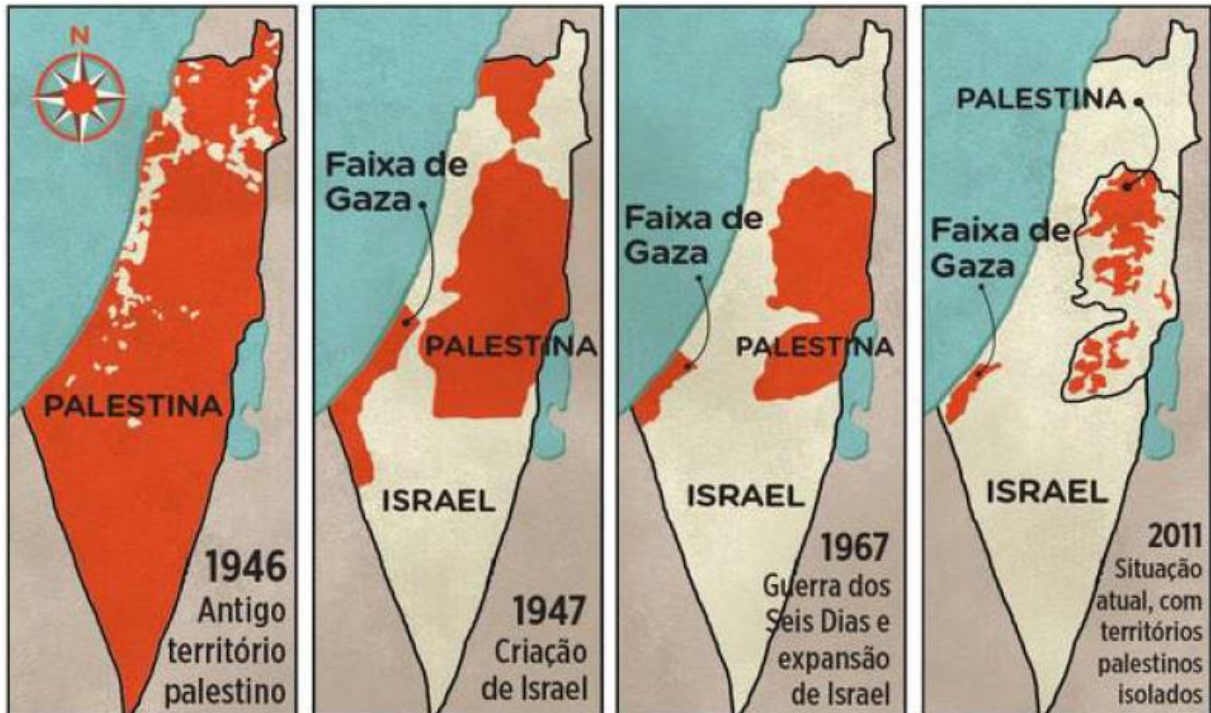 N
PALESTINA
1946
Antigo
território
palestino
Faixa de
Gaza
PALESTINA
ISRAEL
1947
Criação
de Israel
Faixa de
Gaza
PALESTINA
ISRAEL
1967
Guerra dos
Seis Dias e
expansão
de Israel
PALESTINA
Faixa de
Gaza
ISRAEL
2011
Situação
atual, com
territórios
palestinos
isolados